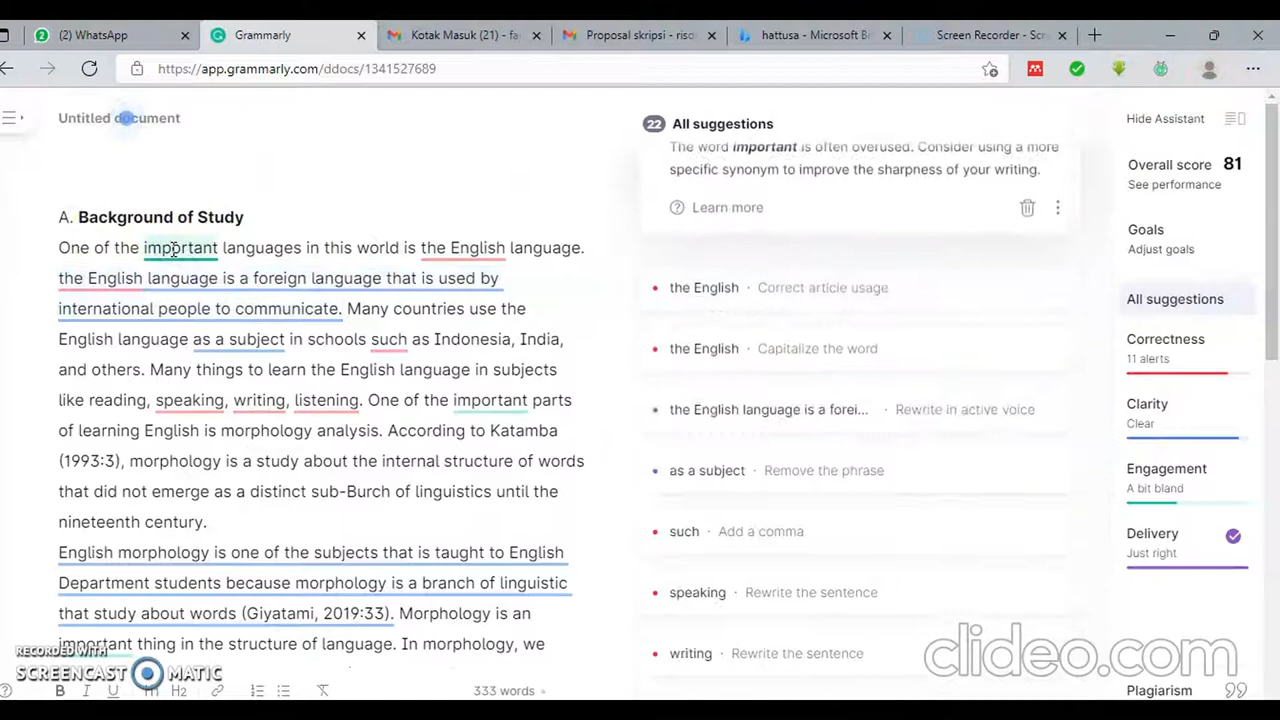 (2) WhatsApp
Grammarly
Kotak Masuk (21) - fa
Proposal skripsi - riso
hattusa - Microsoft Bi
Screen Recorder - Sc
https://app.grammarly.com/ddocs/1341527689
Untitled document
A. Background of Study
One of the important languages in this world is the English language.
the English language is a foreign language that is used by
international people to communicate. Many countries use the
English language as a subject in schools such as Indonesia, India,
and others. Many things to learn the English language in subjects
like reading, speaking, writing, listening. One of the important parts
of learning English is morphology analysis. According to Katamba
(1993:3), morphology is a study about the internal structure of words
that did not emerge as a distinct sub-Burch of linguistics until the
nineteenth century.
English morphology is one of the subjects that is taught to English
Department students because morphology is a branch of linguistic
that study about words (Giyatami, 2019:33). Morphology is an
important thing in the structure of language. In morphology, we
B I U H2
333 words
22 All suggestions
The word important is often overused. Consider using a more
specific synonym to improve the sharpness of your writing.
Learn more
the English · Correct article usage
the English · Capitalize the word
the English language is a forei... · Rewrite in active voice
as a subject · Remove the phrase
such · Add a comma
speaking · Rewrite the sentence
writing · Rewrite the sentence
Hide Assistant
Overall score 81
See performance
Goals
Adjust goals
All suggestions
Correctness
11 alerts
Clarity
Clear
Engagement
A bit bland
Delivery
Just right
Plagiarism
RECORDED WITH
SCREENCAST MATIC
clideo.com